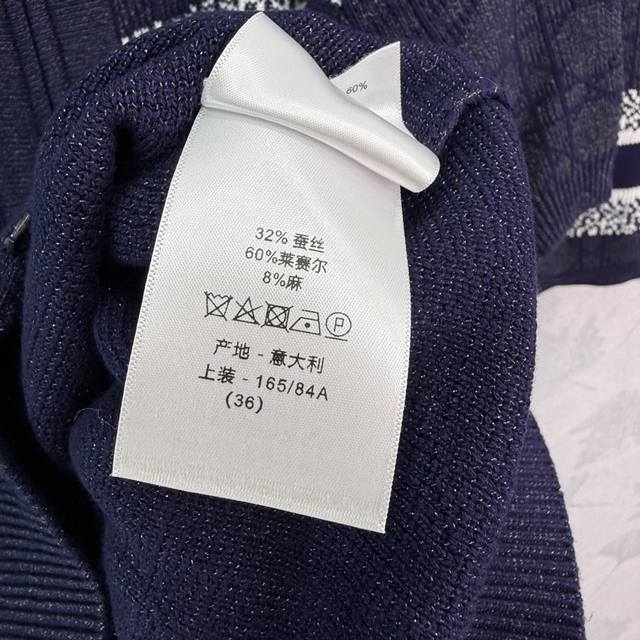 60%
32% 蚕丝
60%莱赛尔
8%麻
P
产地 - 意大利
上装 - 165/84A
(36)